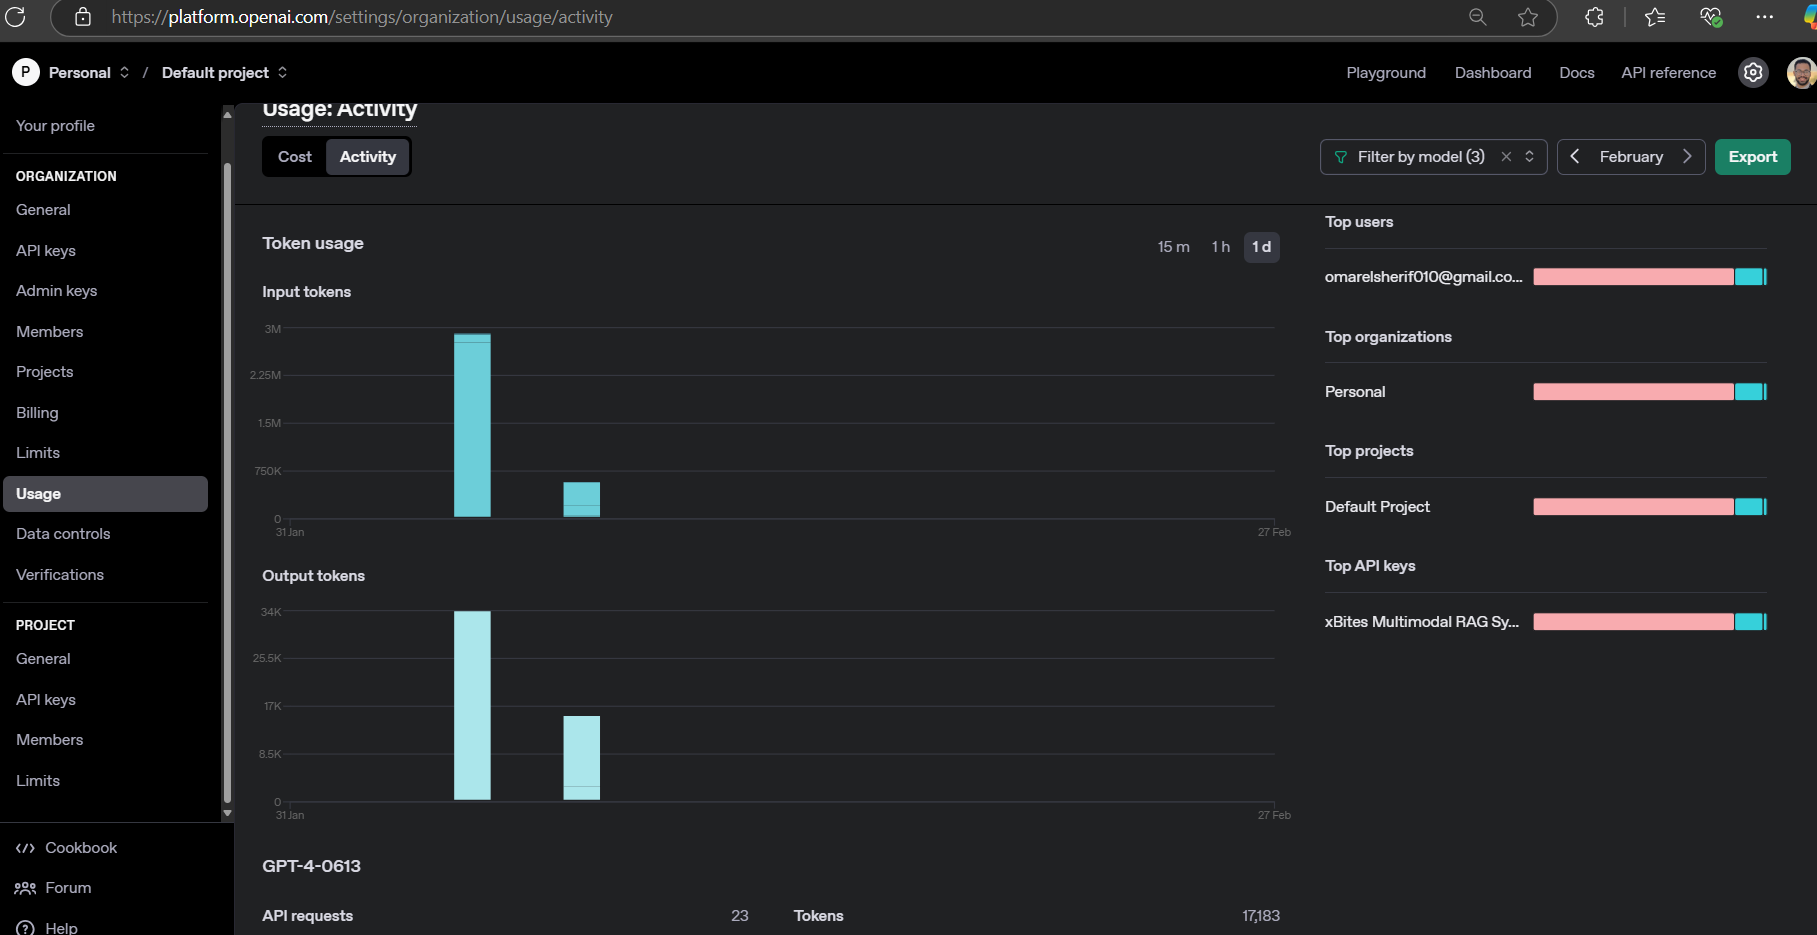 https://platform.openai.com/settings/organization/usage/activity
P Personal / Default project
Playground Dashboard Docs API reference
Your profile
ORGANIZATION
General
API keys
Admin keys
Members
Projects
Billing
Limits
Usage
Data controls
Verifications
PROJECT
General
API keys
Members
Limits
Cookbook
Forum
Help
Usage: Activity
Cost Activity
Filter by model (3)
February
Export
Token usage
15 m 1 h 1 d
Input tokens
3M
2.25M
1.5M
750K
0
31 Jan 27 Feb
Output tokens
34K
25.5K
17K
8.5K
0
31 Jan 27 Feb
GPT-4-0613
API requests 23
Tokens 17,183
Top users
omarelsherif010@gmail.co...
Top organizations
Personal
Top projects
Default Project
Top API keys
xBites Multimodal RAG Sy...